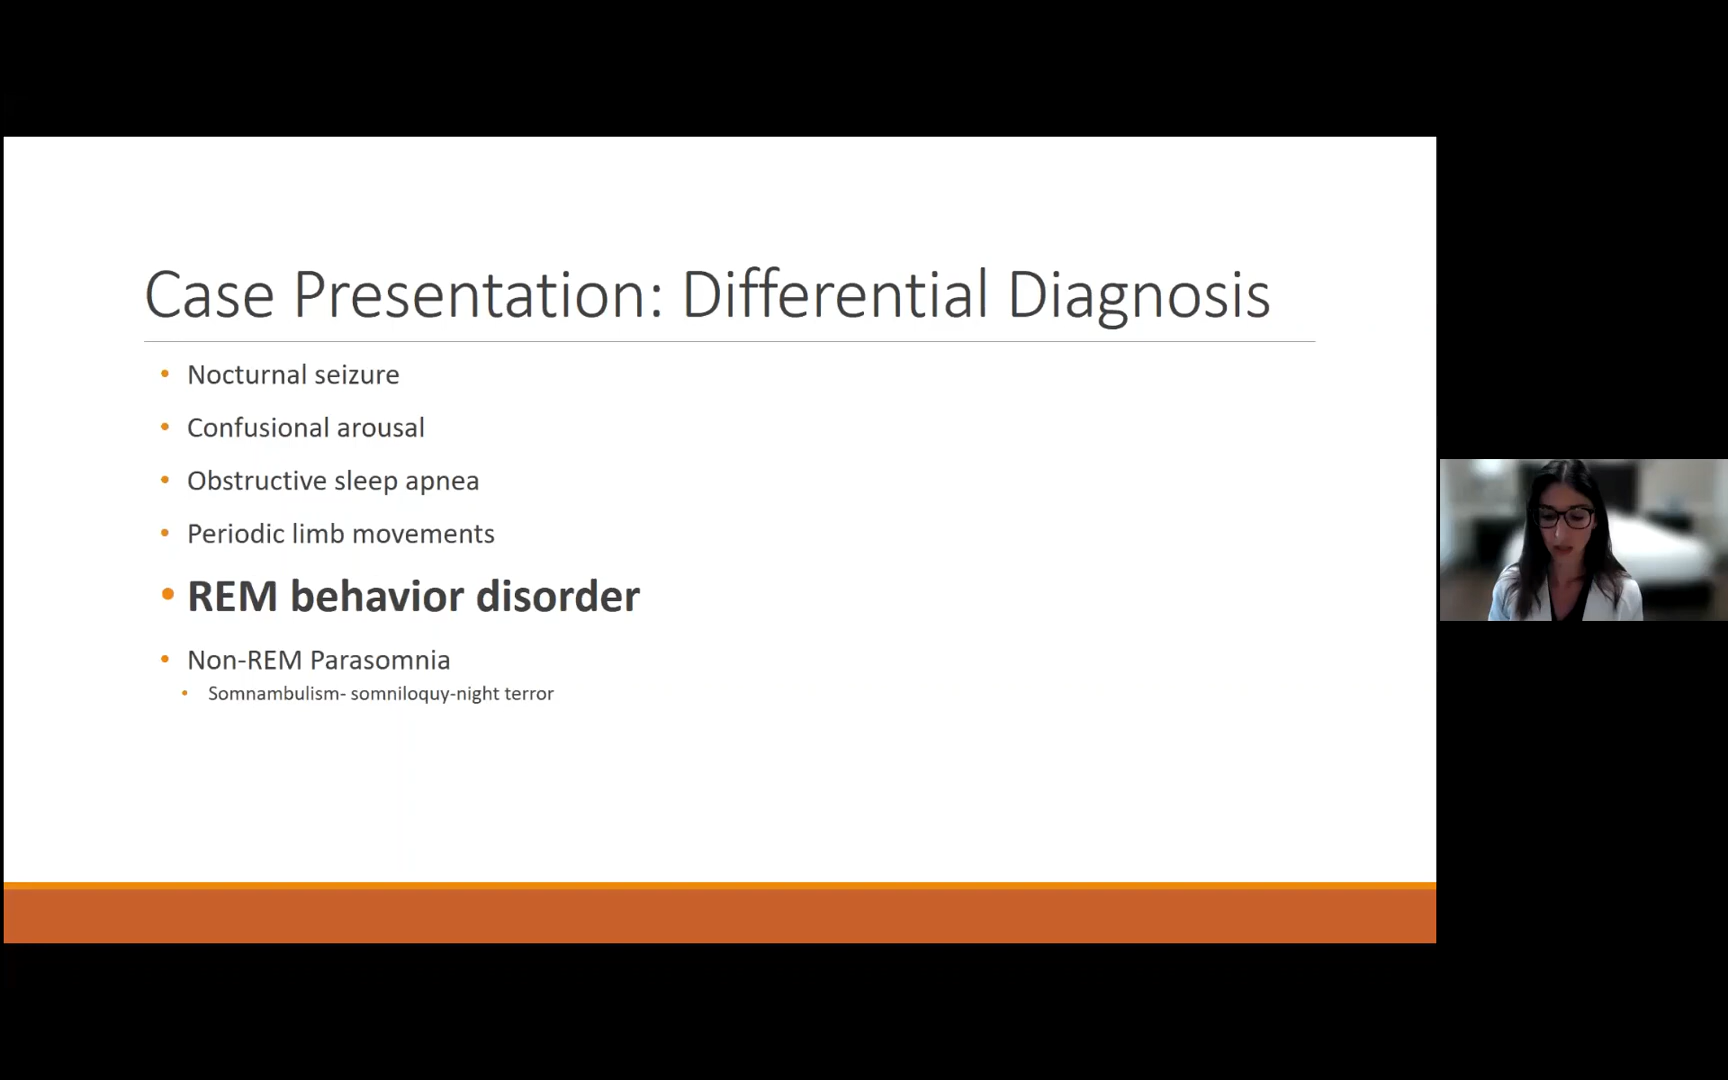 Case Presentation: Differential Diagnosis
• Nocturnal seizure
• Confusional arousal
• Obstructive sleep apnea
• Periodic limb movements
• REM behavior disorder
• Non-REM Parasomnia
• Somnambulism- somniloquy-night terror